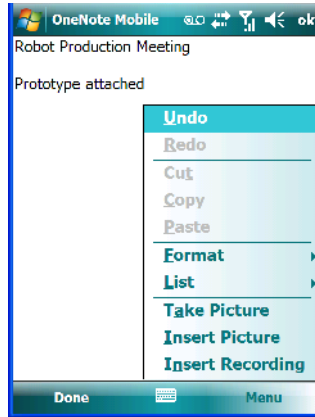 OneNote Mobile ok
Robot Production Meeting
Prototype attached
Undo
Redo
Cut
Copy
Paste
Format
List
Take Picture
Insert Picture
Insert Recording
Done Menu